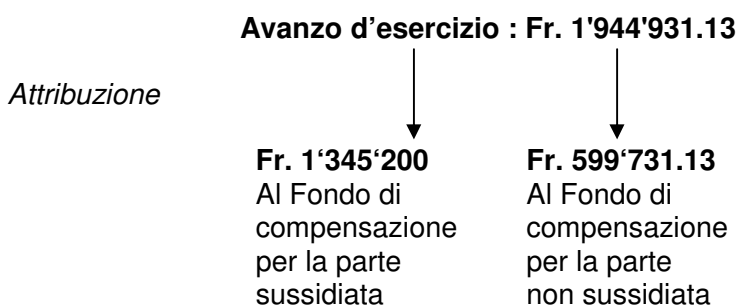 Avanzo d’esercizio : Fr. 1'944'931.13
Attribuzione
Fr. 1‘345‘200
Al Fondo di
compensazione
per la parte
sussidiata
Fr. 599‘731.13
Al Fondo di
compensazione
per la parte
non sussidiata